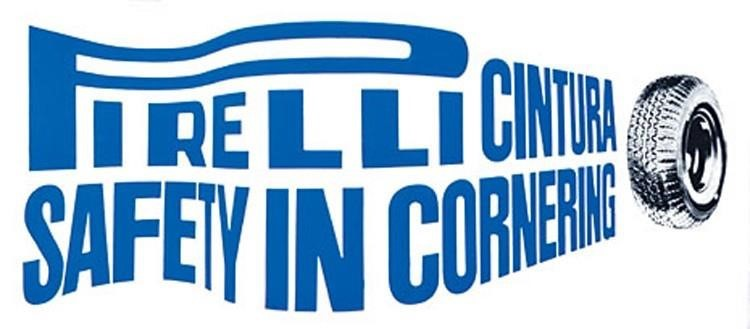 PIRELLI CINTURA
SAFETY IN CORNERING